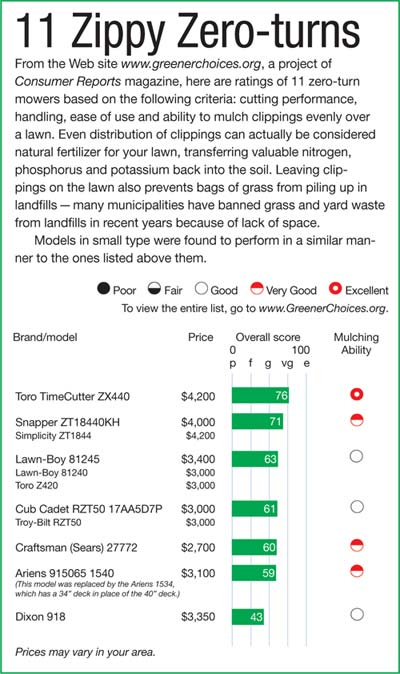 11 Zippy Zero-turns
From the Web site www.greenerchoices.org, a project of
Consumer Reports magazine, here are ratings of 11 zero-turn
mowers based on the following criteria: cutting performance,
handling, ease of use and ability to mulch clippings evenly over
a lawn. Even distribution of clippings can actually be considered
natural fertilizer for your lawn, transferring valuable nitrogen,
phosphorus and potassium back into the soil. Leaving clip-
pings on the lawn also prevents bags of grass from piling up in
landfills — many municipalities have banned grass and yard waste
from landfills in recent years because of lack of space.
Models in small type were found to perform in a similar man-
ner to the ones listed above them.
Poor Fair Good Very Good Excellent
To view the entire list, go to www.GreenerChoices.org.
Brand/model Price Overall score Mulching
0 100 Ability
p f g vg e
Toro TimeCutter ZX440 $4,200 76
Snapper ZT18440KH $4,000 71
Simplicity ZT1844 $4,200
Lawn-Boy 81245 $3,400 63
Lawn-Boy 81240 $3,000
Toro Z420 $3,000
Cub Cadet RZT50 17AA5D7P $3,000 61
Troy-Bilt RZT50 $3,000
Craftsman (Sears) 27772 $2,700 60
Ariens 915065 1540 $3,100 59
(This model was replaced by the Ariens 1534,
which has a 34" deck in place of the 40" deck.)
Dixon 918 $3,350 43
Prices may vary in your area.